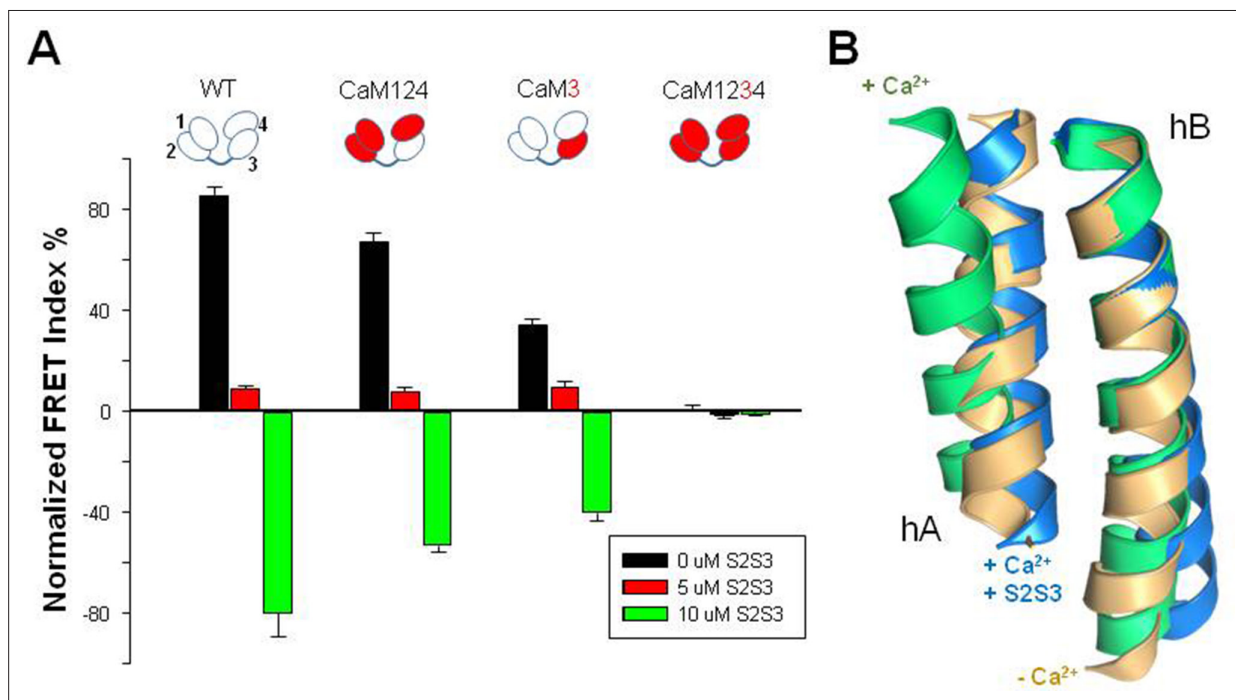 A
B
WT
CaM124
CaM3
CaM1234
1
2
4
3
Normalized FRET Index %
80
40
0
-40
-80
0 uM S2S3
5 uM S2S3
10 uM S2S3
+ Ca²⁺
hB
hA
+ Ca²⁺
+ S2S3
- Ca²⁺